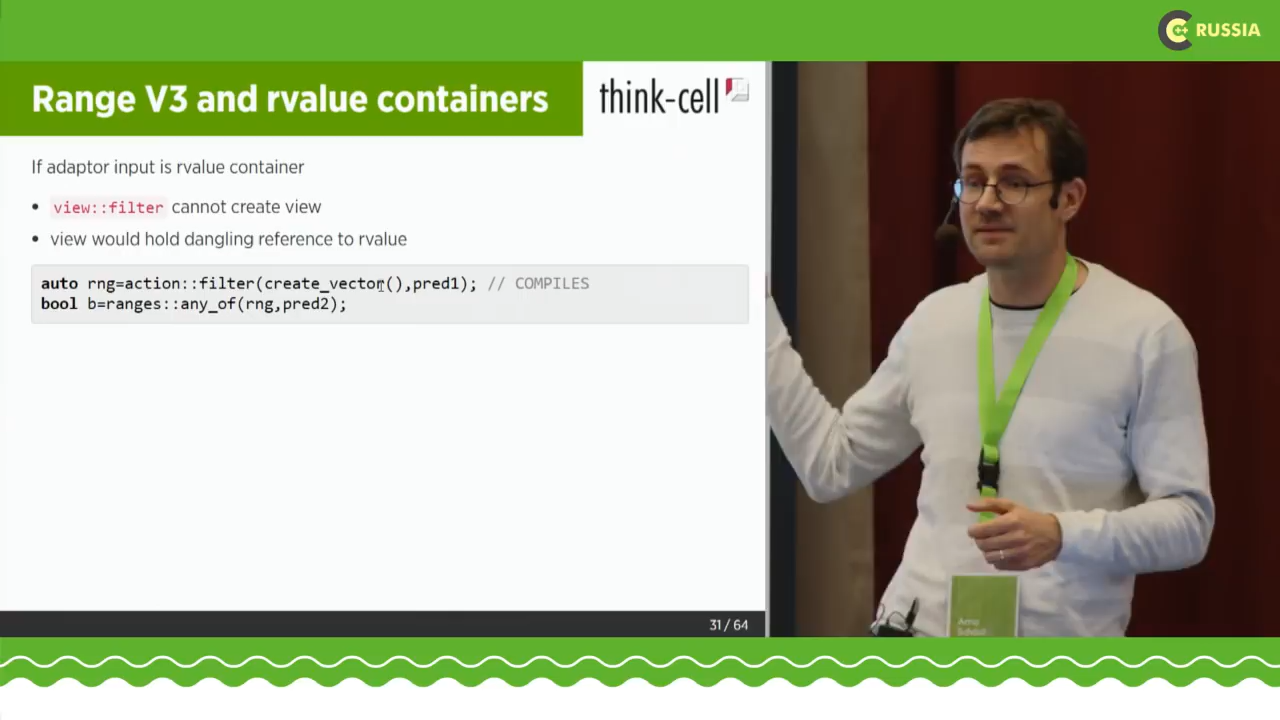 C++ RUSSIA
Range V3 and rvalue containers
think-cell
If adaptor input is rvalue container
• view::filter cannot create view
• view would hold dangling reference to rvalue
auto rng=action::filter(create_vector(),pred1); // COMPILES
bool b=ranges::any_of(rng,pred2);
31 / 64
Arno